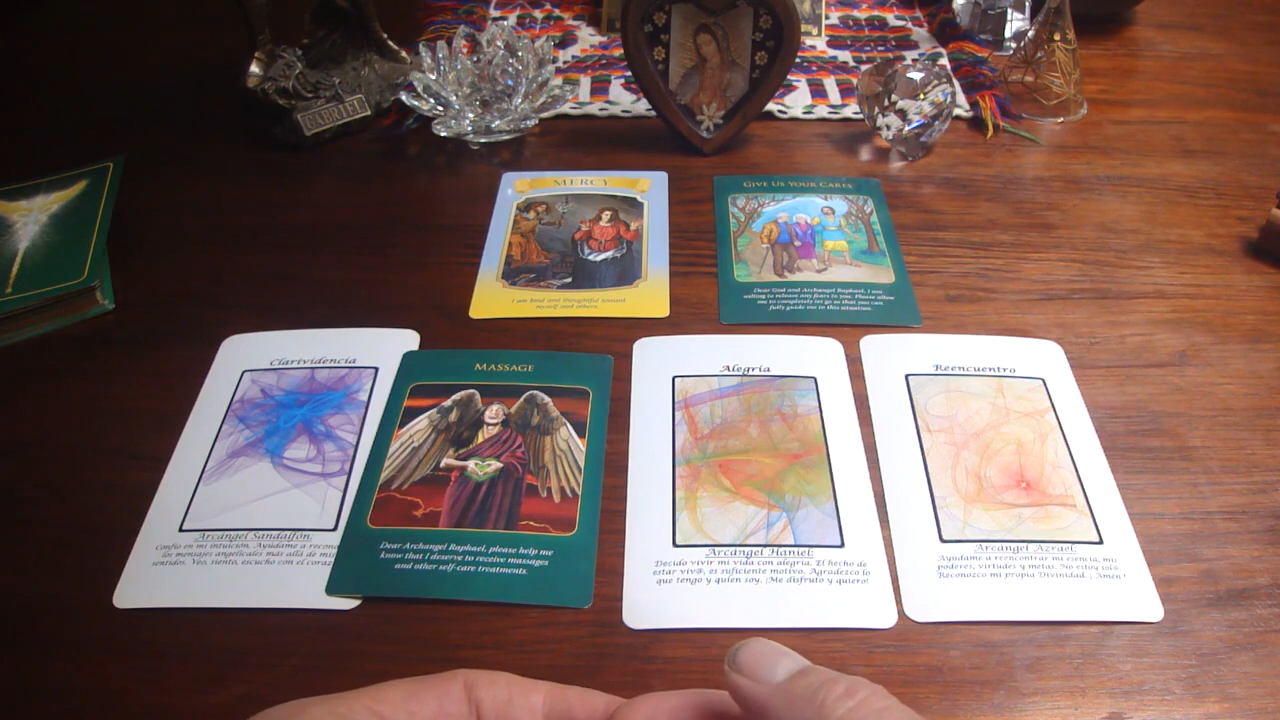 GABRIEL
MERCY
I am kind and thoughtful toward
myself and others.
GIVE US YOUR CARES
Dear God and Archangel Raphael, I am
willing to release any fears to you. Please allow
me to completely let go so that you can
fully guide me in this situation.
Clarividencia
Arcángel Sandalfón:
Confío en mi intuición. Ayúdame a
los mensajes angelicales más allá de mis
sentidos. Veo, siento, escucho con el
MASSAGE
Dear Archangel Raphael, please help me
know that I deserve to receive massages
and other self-care treatments.
Alegría
Arcángel Haniel:
Decido vivir mi vida con alegría. El hecho de
estar viv@, es suficiente motivo. Agradezco lo
que tengo y quien soy. ¡Me disfruto y quiero!
Reencuentro
Arcángel Azrael:
Ayúdame a reencontrar mi esencia, mis
poderes, virtudes y metas. No estoy sol@.
Reconozco mi propia Divinidad. ¡Amén!